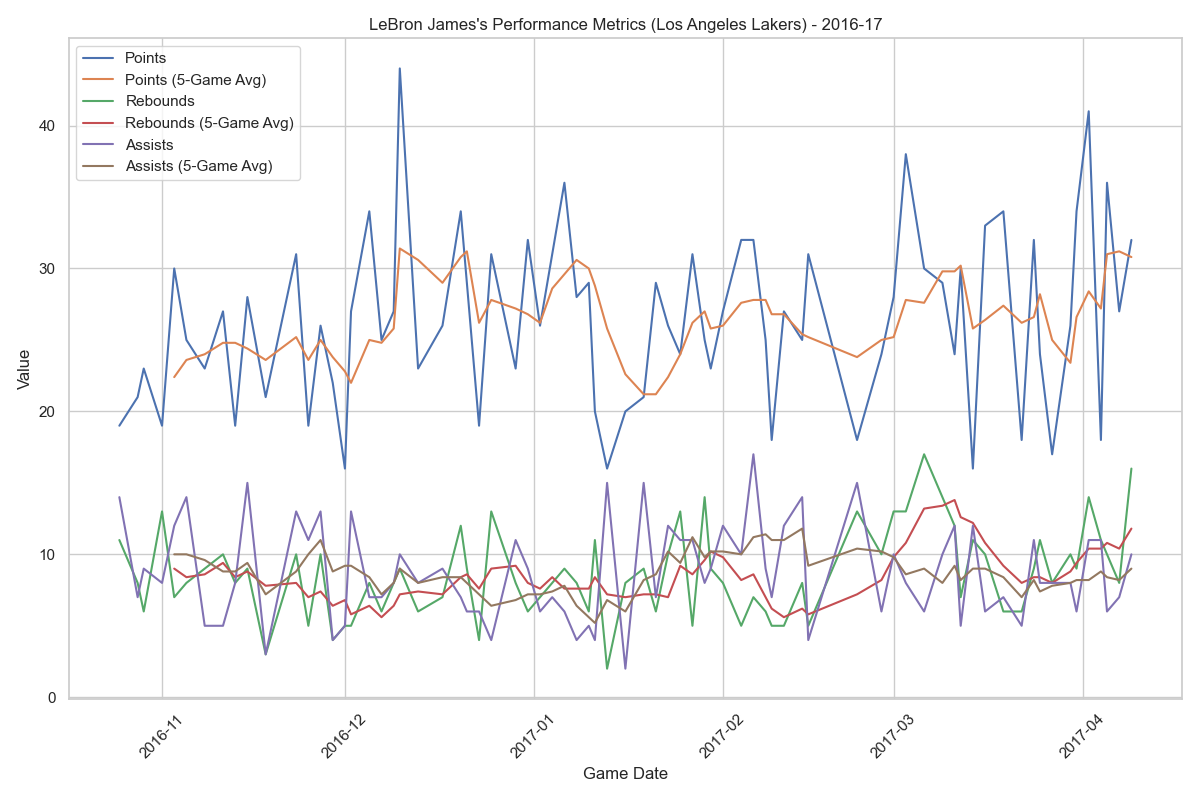 LeBron James's Performance Metrics (Los Angeles Lakers) - 2016-17
Points
Points (5-Game Avg)
Rebounds
Rebounds (5-Game Avg)
Assists
Assists (5-Game Avg)
Value
40
30
20
10
0
2016-11
2016-12
2017-01
2017-02
2017-03
2017-04
Game Date